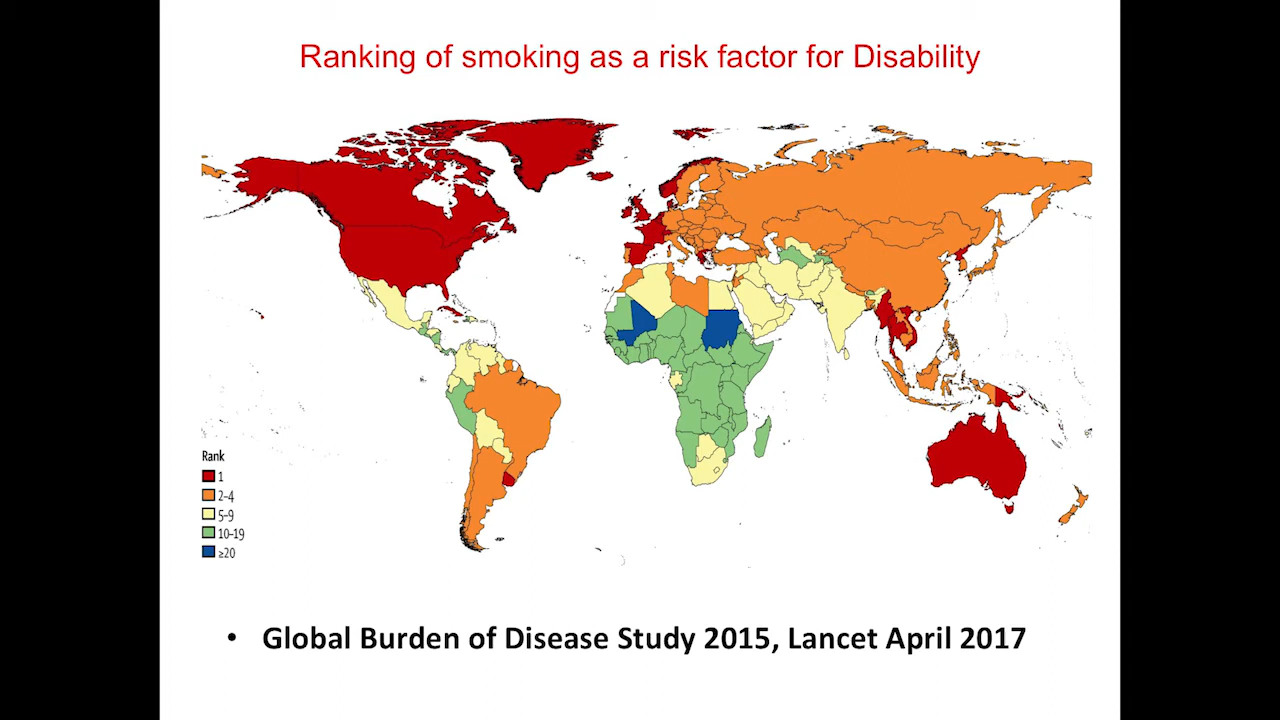 Ranking of smoking as a risk factor for Disability
Rank
1
2–4
5–9
10–19
≥20
• Global Burden of Disease Study 2015, Lancet April 2017